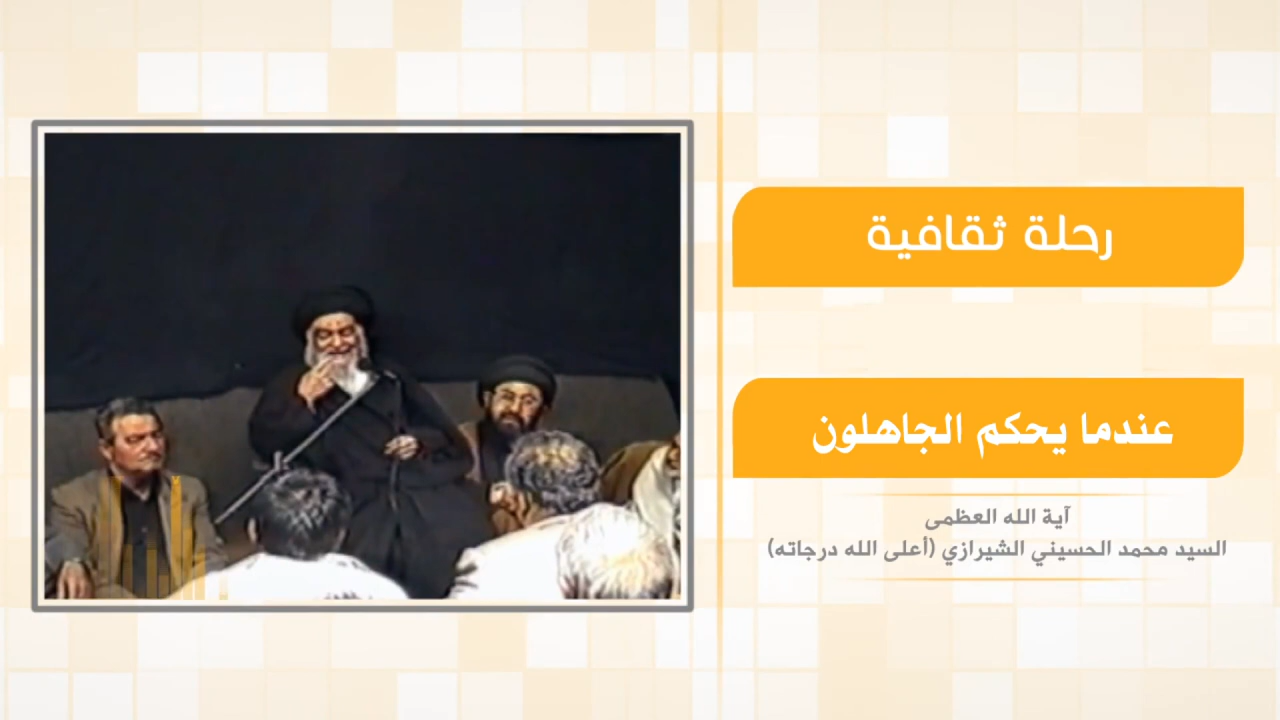 رحلة ثقافية
عندما يحكم الجاهلون
آية الله العظمى
السيد محمد الحسيني الشيرازي (أعلى الله درجاته)